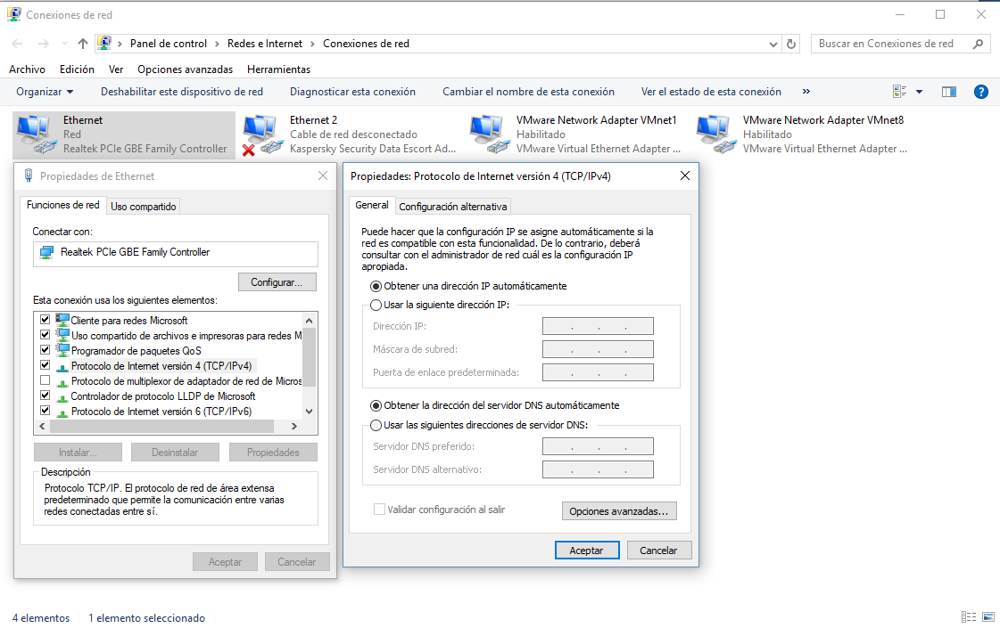 Conexiones de red
Panel de control
Redes e Internet
Conexiones de red
Buscar en Conexiones de red
Archivo
Edición
Ver
Opciones avanzadas
Herramientas
Organizar
Deshabilitar este dispositivo de red
Diagnosticar esta conexión
Cambiar el nombre de esta conexión
Ver el estado de esta conexión
»
?
Ethernet
Red
Realtek PCIe GBE Family Controller
Ethernet 2
Cable de red desconectado
Kaspersky Security Data Escort Ad...
VMware Network Adapter VMnet1
Habilitado
VMware Virtual Ethernet Adapter ...
VMware Network Adapter VMnet8
Habilitado
VMware Virtual Ethernet Adapter ...
Propiedades de Ethernet
Funciones de red
Uso compartido
Conectar con:
Realtek PCIe GBE Family Controller
Configurar...
Esta conexión usa los siguientes elementos:
Cliente para redes Microsoft
Uso compartido de archivos e impresoras para redes M
Programador de paquetes QoS
Protocolo de Internet versión 4 (TCP/IPv4)
Protocolo de multiplexor de adaptador de red de Micros
Controlador de protocolo LLDP de Microsoft
Protocolo de Internet versión 6 (TCP/IPv6)
Instalar...
Desinstalar
Propiedades
Descripción
Protocolo TCP/IP. El protocolo de red de área extensa
predeterminado que permite la comunicación entre varias
redes conectadas entre sí.
Aceptar
Cancelar
Propiedades: Protocolo de Internet versión 4 (TCP/IPv4)
General
Configuración alternativa
Puede hacer que la configuración IP se asigne automáticamente si la
red es compatible con esta funcionalidad. De lo contrario, deberá
consultar con el administrador de red cuál es la configuración IP
apropiada.
Obtener una dirección IP automáticamente
Usar la siguiente dirección IP:
Dirección IP:
Máscara de subred:
Puerta de enlace predeterminada:
Obtener la dirección del servidor DNS automáticamente
Usar las siguientes direcciones de servidor DNS:
Servidor DNS preferido:
Servidor DNS alternativo:
Validar configuración al salir
Opciones avanzadas...
Aceptar
Cancelar
4 elementos
1 elemento seleccionado